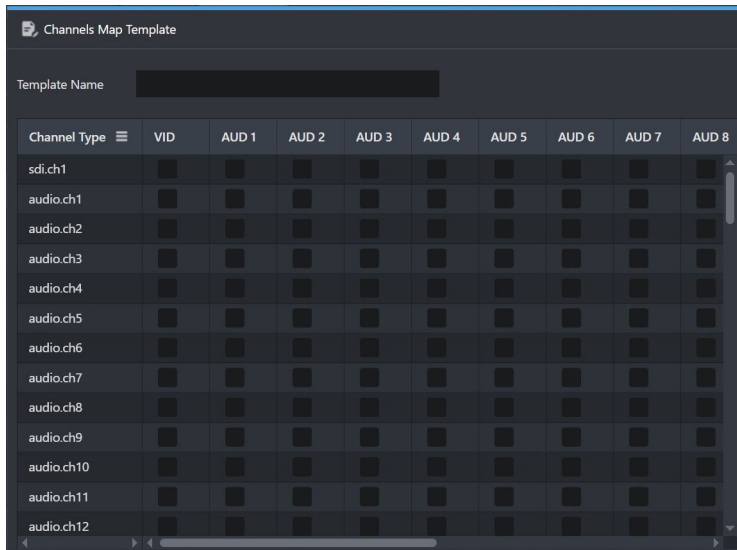 Channels Map Template
Template Name
Channel Type VID AUD 1 AUD 2 AUD 3 AUD 4 AUD 5 AUD 6 AUD 7 AUD 8
sdi.ch1
audio.ch1
audio.ch2
audio.ch3
audio.ch4
audio.ch5
audio.ch6
audio.ch7
audio.ch8
audio.ch9
audio.ch10
audio.ch11
audio.ch12